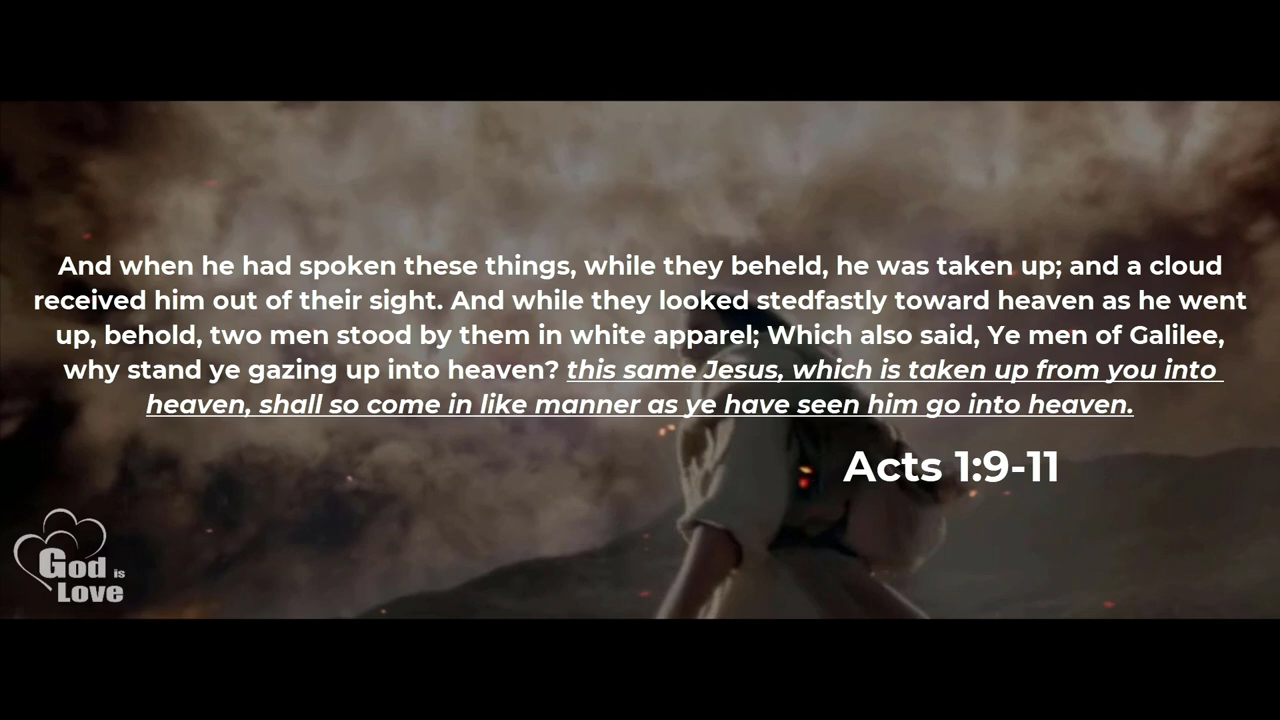 And when he had spoken these things, while they beheld, he was taken up; and a cloud
received him out of their sight. And while they looked stedfastly toward heaven as he went
up, behold, two men stood by them in white apparel; Which also said, Ye men of Galilee,
why stand ye gazing up into heaven? this same Jesus, which is taken up from you into
heaven, shall so come in like manner as ye have seen him go into heaven.
Acts 1:9-11
God is
Love